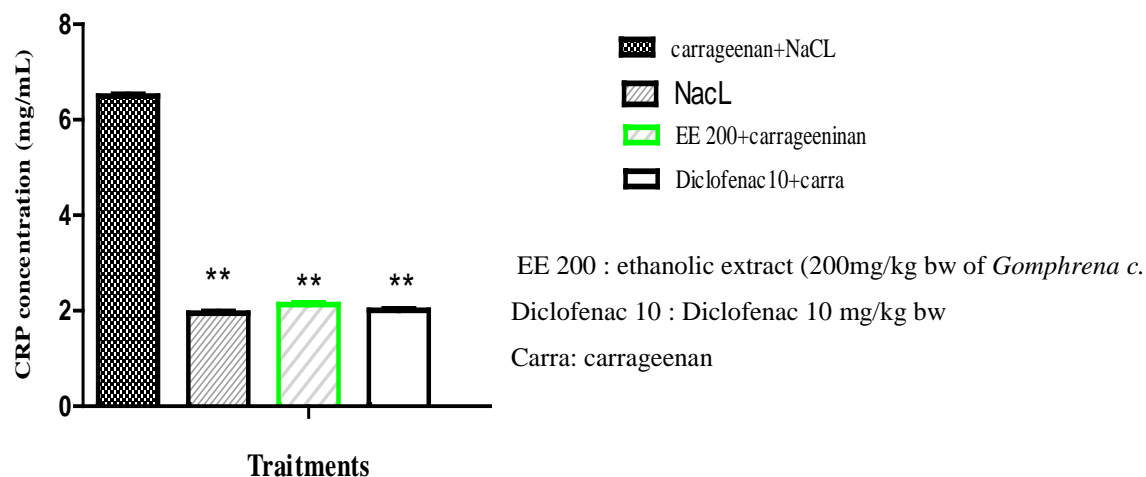 CRP concentration (mg/mL)
8
6
4
2
0
**
**
**
Traitments
carrageenan+NaCL
NacL
EE 200+carrageeninan
Diclofenac10+carra
EE 200 : ethanolic extract (200mg/kg bw of Gomphrena c.
Diclofenac 10 : Diclofenac 10 mg/kg bw
Carra: carrageenan